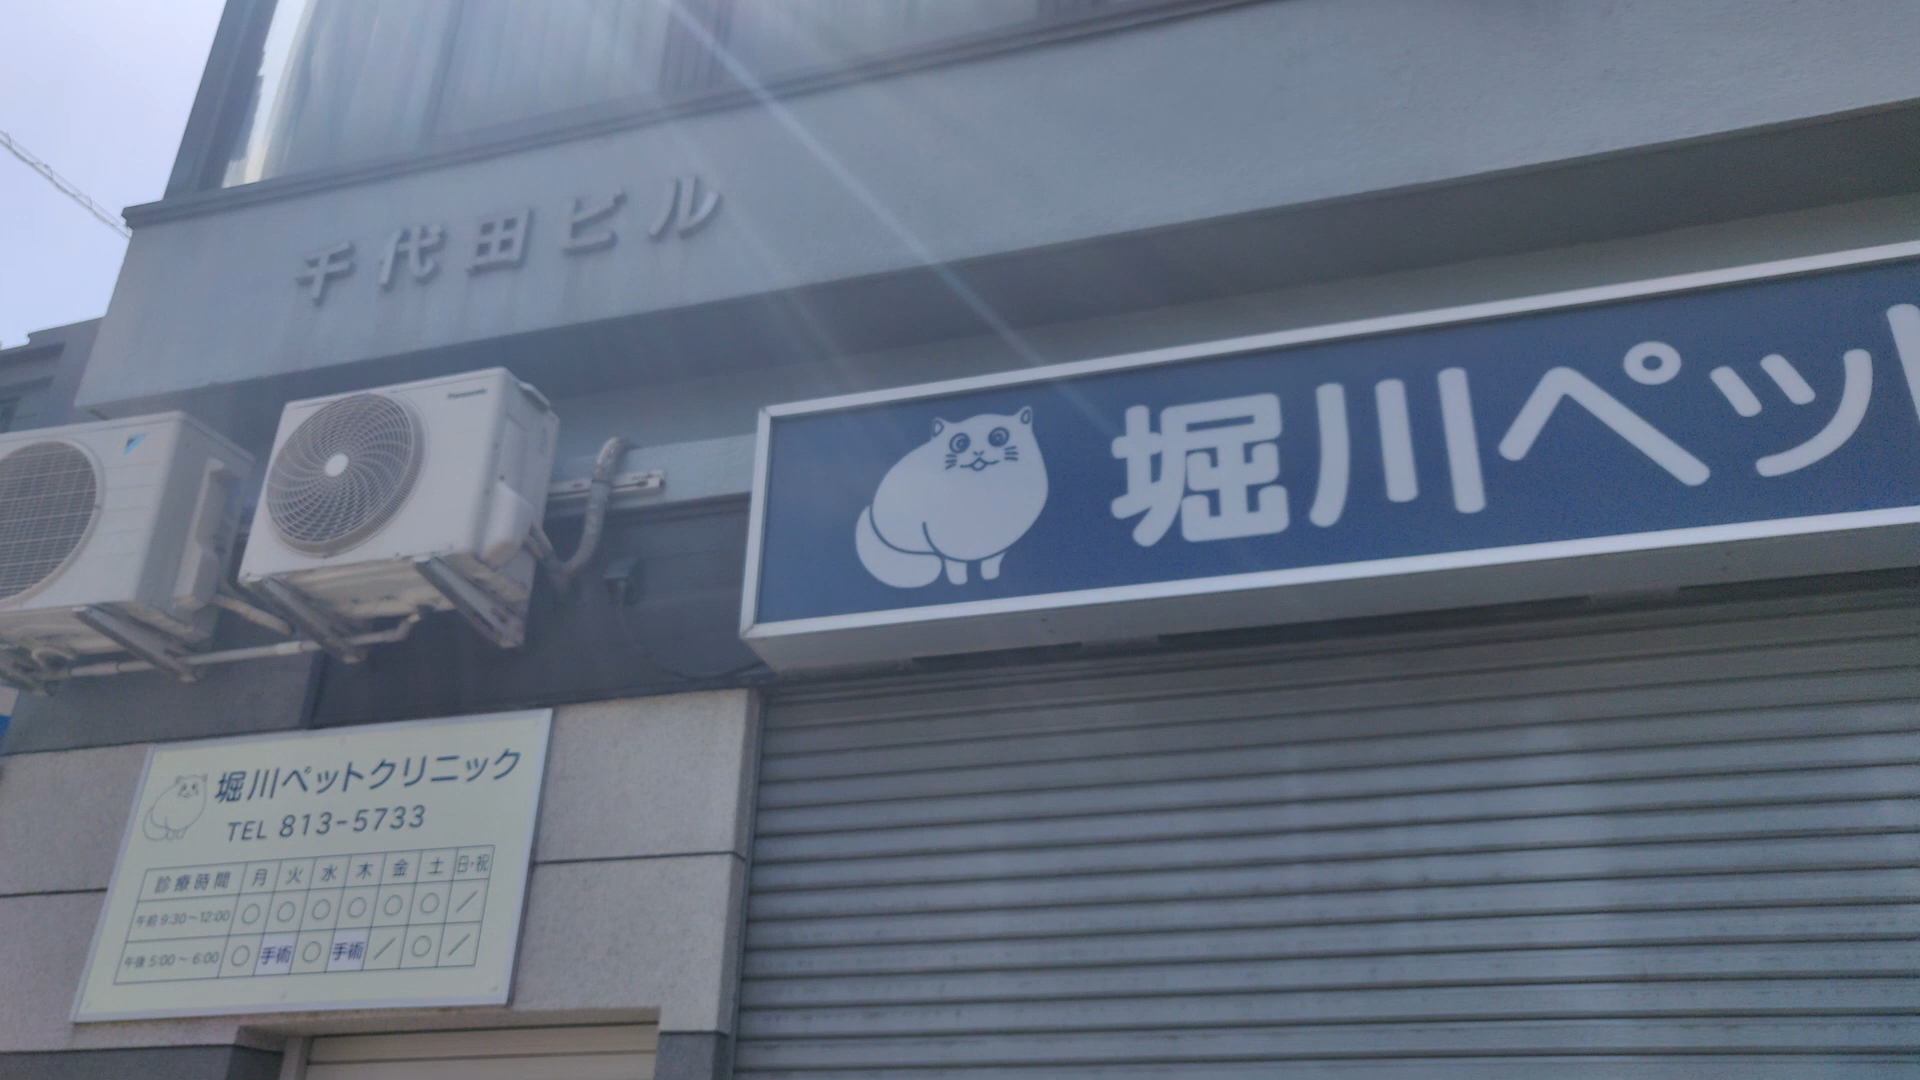 千代田ビル
Panasonic
堀川ペット
堀川ペットクリニック
TEL 813-5733
診療時間 月 火 水 木 金 土 日・祝
午前 9:30～12:00 ○ ○ ○ ○ ○ ○ ／
午後 5:00～6:00 ○ 手術 ○ 手術 ／ ○ ／